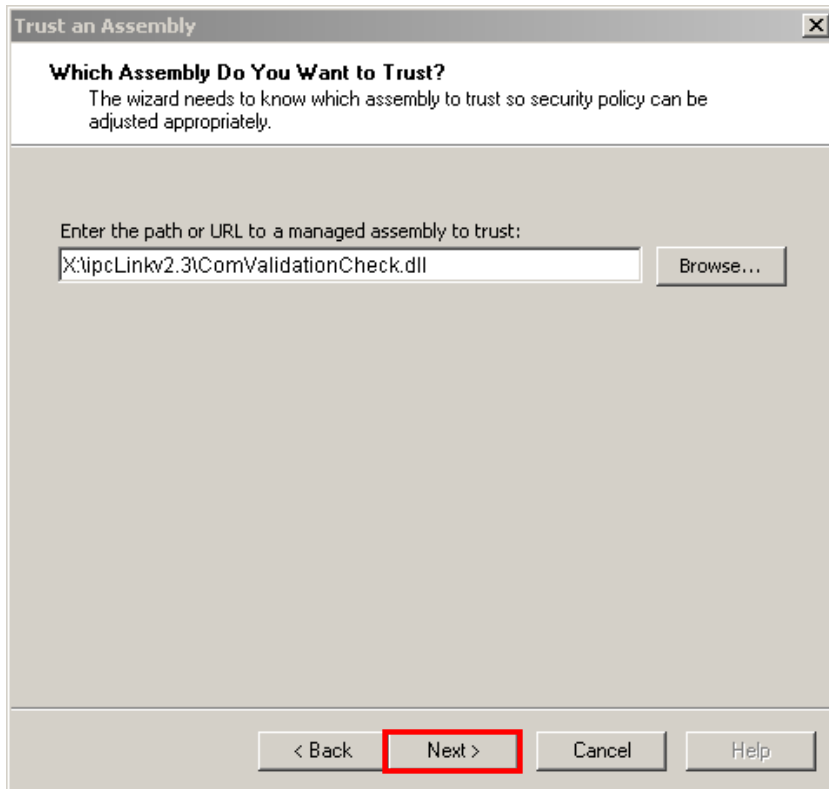 Trust an Assembly
Which Assembly Do You Want to Trust?
The wizard needs to know which assembly to trust so security policy can be
adjusted appropriately.
Enter the path or URL to a managed assembly to trust:
X:\ipcLinkv2.3\ComValidationCheck.dll
Browse...
< Back
Next >
Cancel
Help